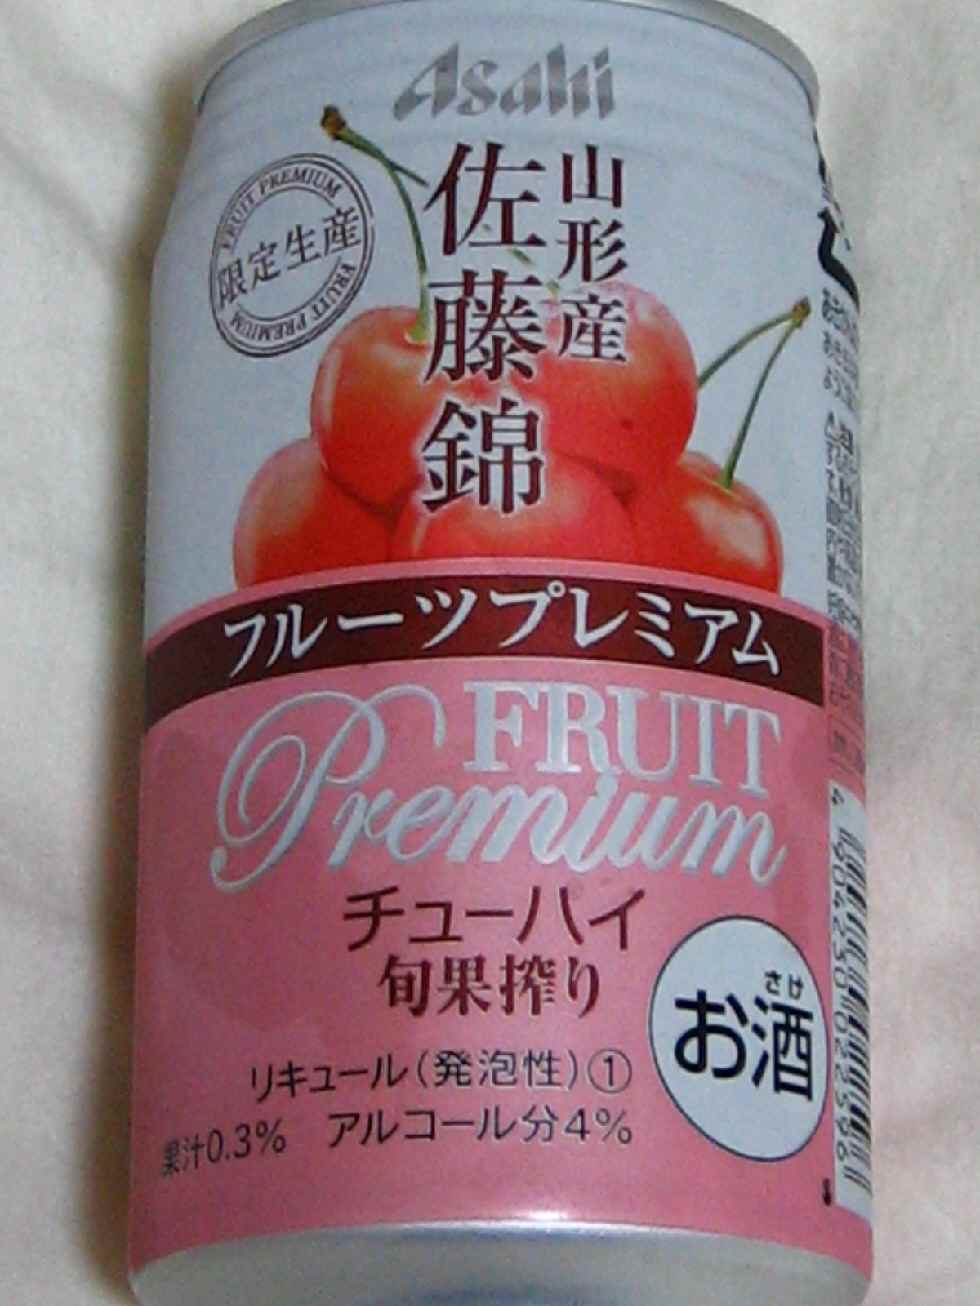 Asahi
山形産
佐藤錦
FRUIT PREMIUM
限定生産
FRUIT PREMIUM
フルーツプレミアム
FRUIT
Premium
チューハイ
旬果搾り
さけ
お酒
リキュール(発泡性)①
果汁0.3% アルコール分4%